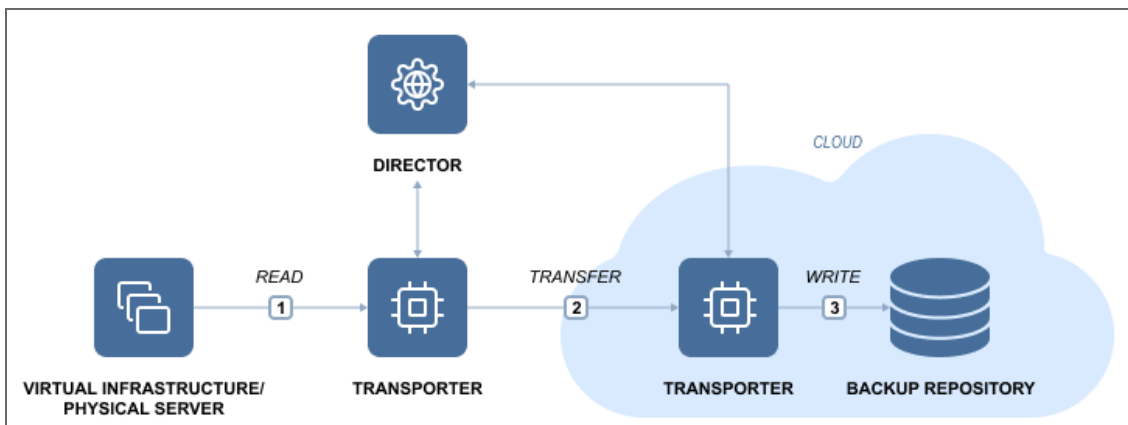 CLOUD
DIRECTOR
READ
TRANSFER
WRITE
1
2
3
VIRTUAL INFRASTRUCTURE/
PHYSICAL SERVER
TRANSPORTER
TRANSPORTER
BACKUP REPOSITORY